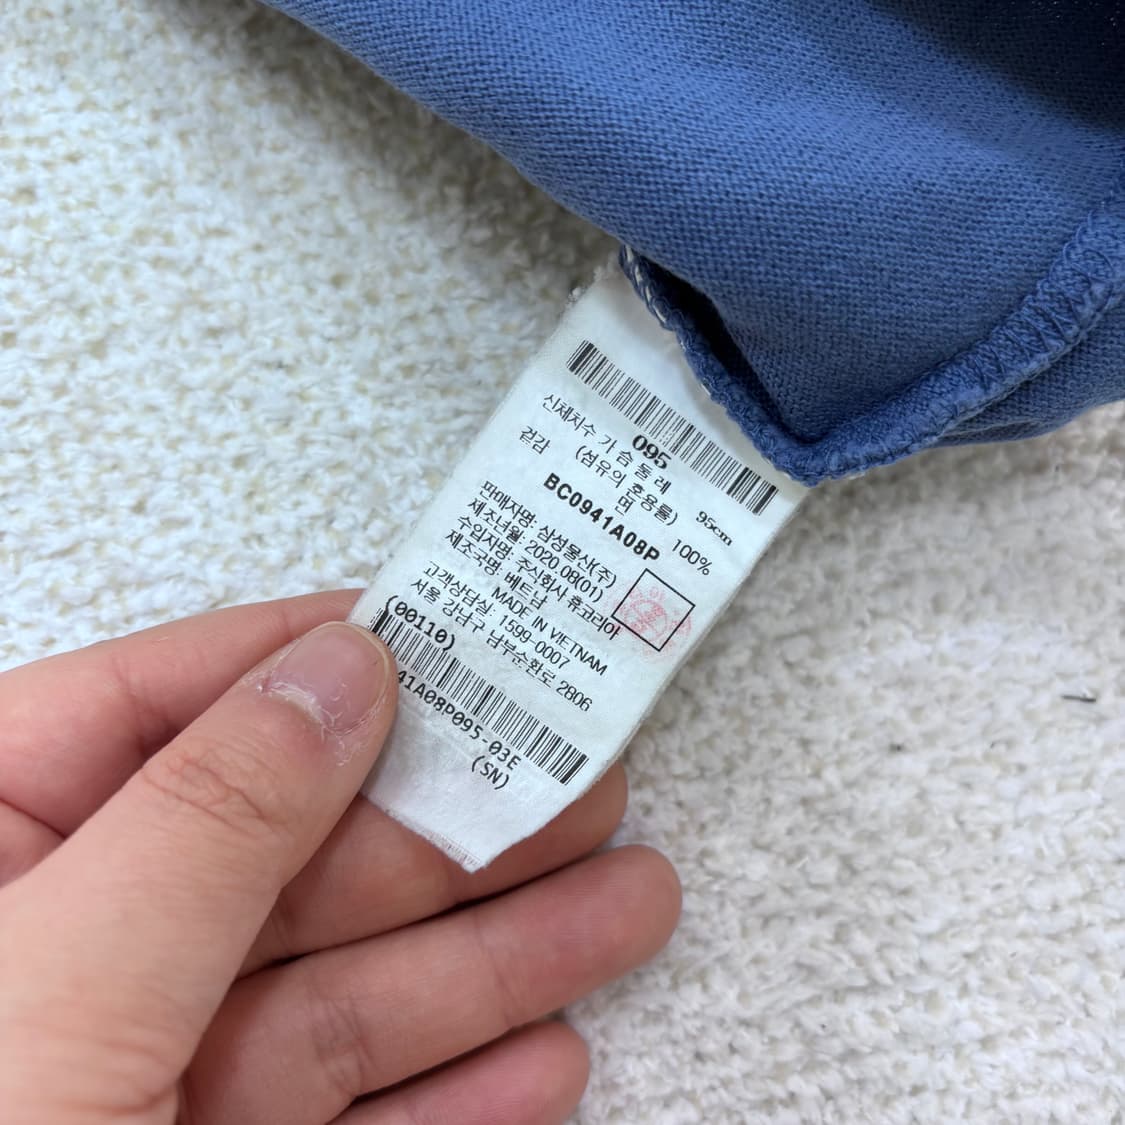 095
신체치수 가슴둘레 95cm
(섬유의 혼용률)
겉감 면 100%
BC0941A08P
판매자명: 삼성물산(주)
제조년월: 2020.08(01)
수입자명: 주식회사 휴코리아
제조국명: 베트남
MADE IN VIETNAM
고객상담실: 1599-0007
서울 강남구 남부순환로 2806
(00110)
41A08P095-03E
(SN)